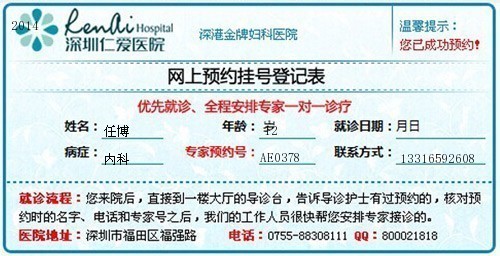 2014
RenAi Hospital
深圳仁爱医院
深港金牌妇科医院
温馨提示：
您已成功预约！
网上预约挂号登记表
优先就诊、全程安排专家一对一诊疗
姓名： 任博 年龄： 岁 12 就诊日期： 月日
病症： 内科 专家预约号： AE0378 联系方式： 13316592608
就诊流程：您来院后，直接到一楼大厅的导诊台，告诉导诊护士有过预约的，核对预
约时的名字、电话和专家号之后，我们的工作人员很快帮您安排专家接诊的。
医院地址：深圳市福田区福强路 电话：0755-88308111 QQ：800021818